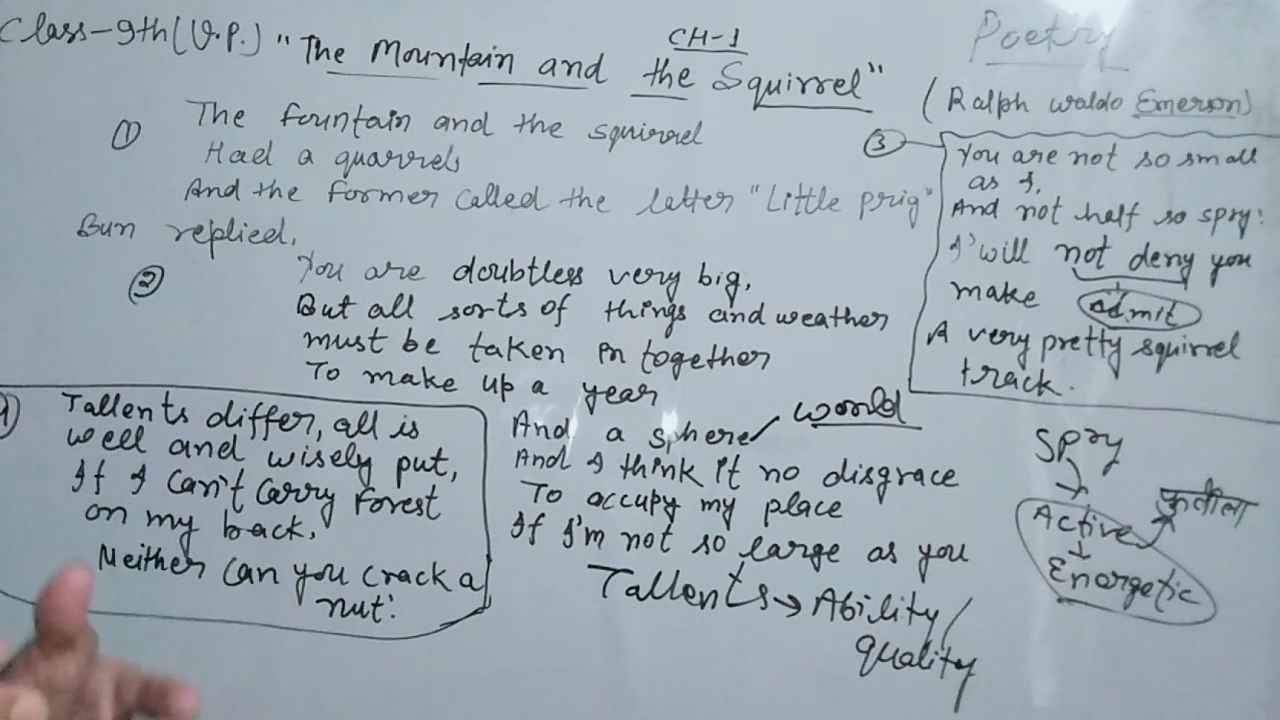 Class-9th (U.P.) "The Mountain and the Squirrel"
CH-1
Poetry
(Ralph waldo Emerson)
① The fountain and the squirrel
Had a quarrels
And the former called the latter "Little prig"
Bun replied,
② You are doubtless very big,
But all sorts of things and weather
must be taken in together
To make up a year
And a sphere
world
And I think it no disgrace
To occupy my place
If I'm not so large as you
③ You are not so small
as I,
And not half so spry:
I'will not deny you
make
admit
A very pretty squirrel
track.
Tallents differ, all is
well and wisely put,
If I can't carry forest
on my back,
Neither can you crack a
nut.
Tallents → Ability/
quality
Spry
Active
फुर्तीला
Energetic